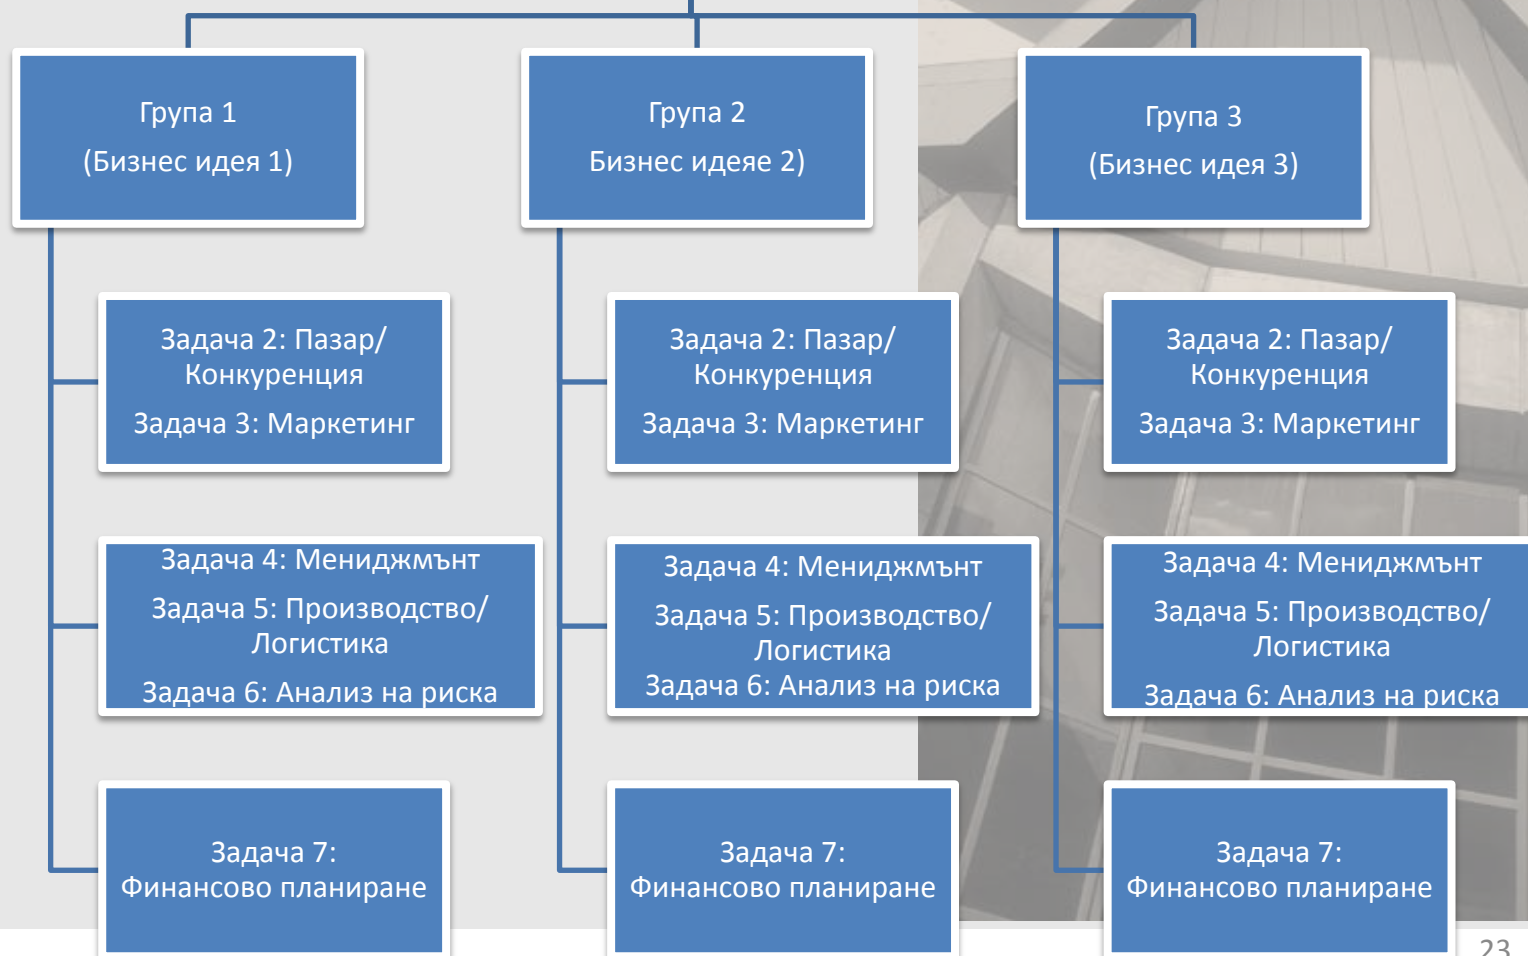 Група 1
(Бизнес идея 1)
Група 2
Бизнес идеяе 2)
Група 3
(Бизнес идея 3)
Задача 2: Пазар/
Конкуренция
Задача 3: Маркетинг
Задача 2: Пазар/
Конкуренция
Задача 3: Маркетинг
Задача 2: Пазар/
Конкуренция
Задача 3: Маркетинг
Задача 4: Мениджмънт
Задача 5: Производство/
Логистика
Задача 6: Анализ на риска
Задача 4: Мениджмънт
Задача 5: Производство/
Логистика
Задача 6: Анализ на риска
Задача 4: Мениджмънт
Задача 5: Производство/
Логистика
Задача 6: Анализ на риска
Задача 7:
Финансово планиране
Задача 7:
Финансово планиране
Задача 7:
Финансово планиране
23